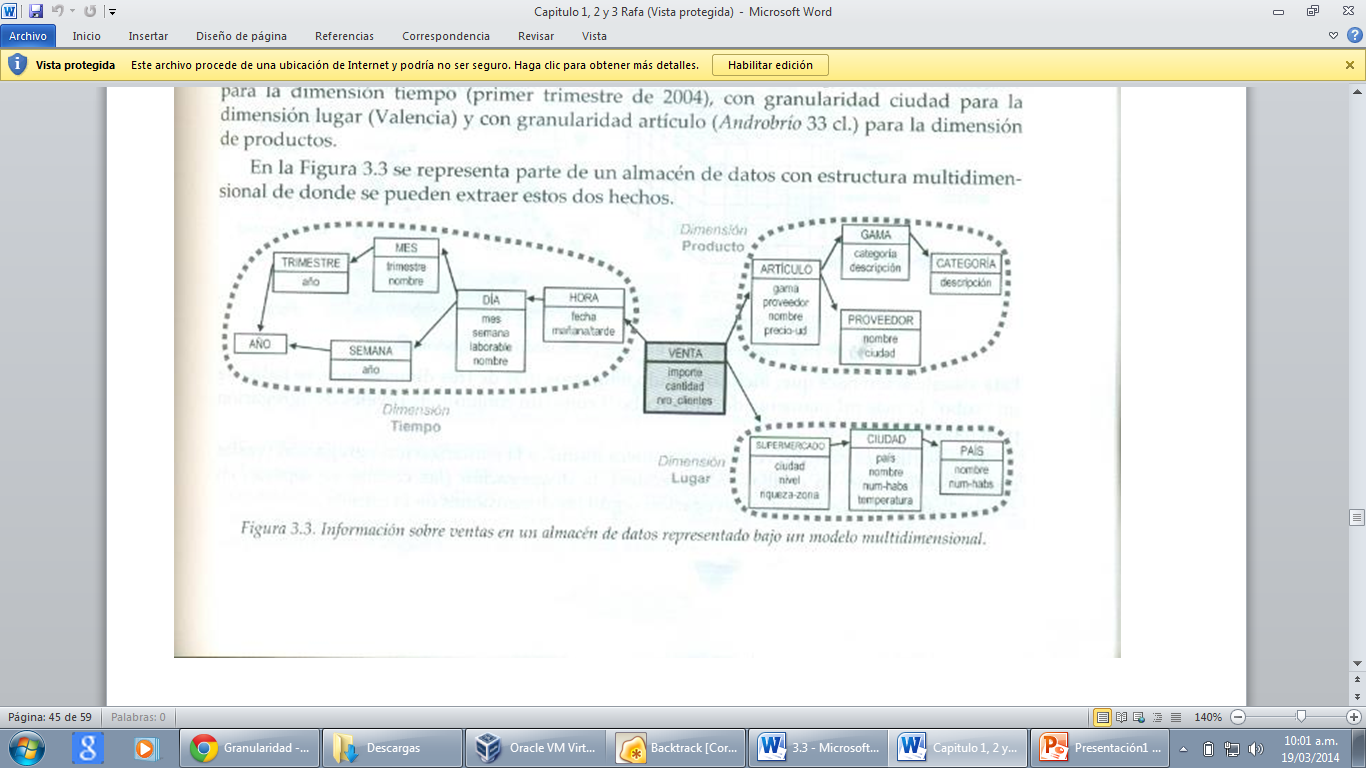 Capitulo 1, 2 y 3 Rafa (Vista protegida) - Microsoft Word
Archivo Inicio Insertar Diseño de página Referencias Correspondencia Revisar Vista
Vista protegida Este archivo procede de una ubicación de Internet y podría no ser seguro. Haga clic para obtener más detalles. Habilitar edición
para la dimensión tiempo (primer trimestre de 2004), con granularidad ciudad para la
dimensión lugar (Valencia) y con granularidad artículo (Androbrío 33 cl.) para la dimensión
de productos.
En la Figura 3.3 se representa parte de un almacén de datos con estructura multidimen-
sional de donde se pueden extraer estos dos hechos.
Dimensión
Tiempo
AÑO
TRIMESTRE
año
MES
trimestre
nombre
SEMANA
año
DÍA
mes
semana
laborable
nombre
HORA
fecha
mañana/tarde
VENTA
importe
cantidad
nro_clientes
Dimensión
Producto
ARTÍCULO
gama
proveedor
nombre
precio-ud
GAMA
categoría
descripción
CATEGORÍA
descripción
PROVEEDOR
nombre
ciudad
Dimensión
Lugar
SUPERMERCADO
ciudad
nivel
riqueza-zona
CIUDAD
país
nombre
num-habs
temperatura
PAÍS
nombre
num-habs
Figura 3.3. Información sobre ventas en un almacén de datos representado bajo un modelo multidimensional.
Página: 45 de 59 Palabras: 0 140%
Granularidad -... Descargas Oracle VM Virt... Backtrack [Cor... 3.3 - Microsoft... Capitulo 1, 2 y... Presentación1 ... 10:01 a.m.
19/03/2014